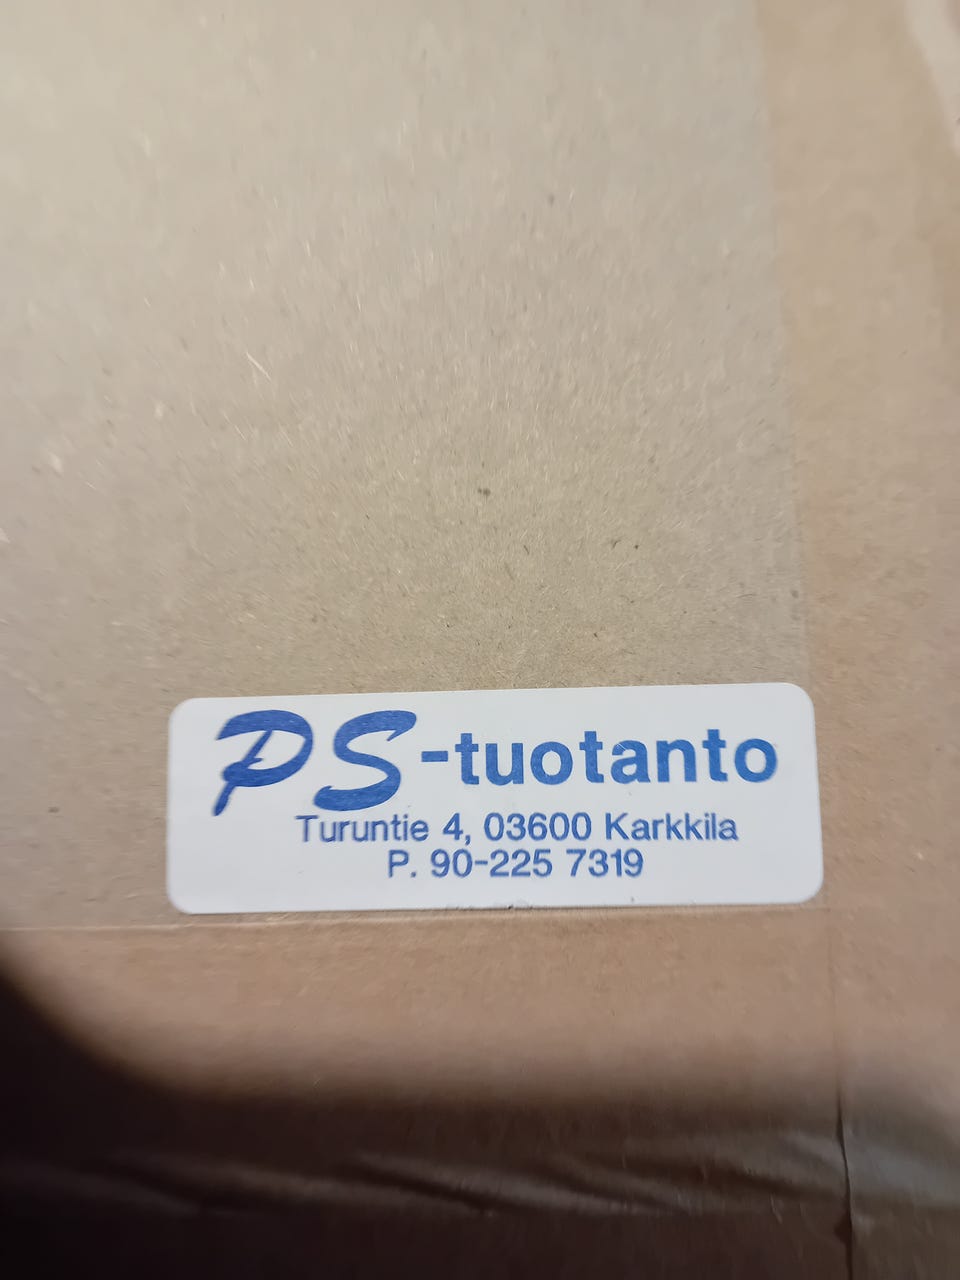 PS-tuotanto
Turuntie 4, 03600 Karkkila
P. 90-225 7319